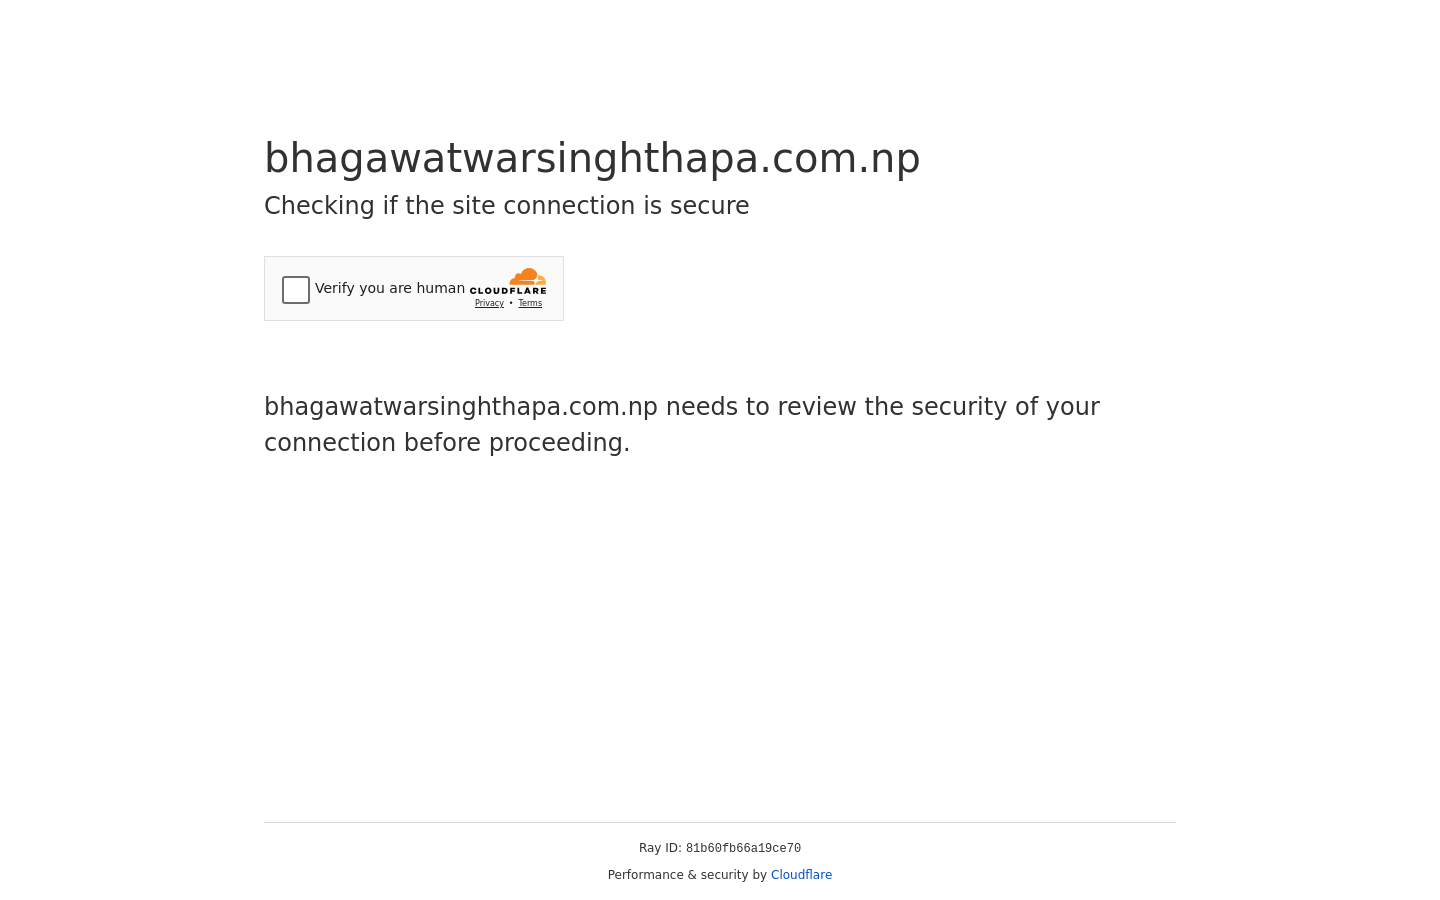 bhagawatwarsinghthapa.com.np
Checking if the site connection is secure
Verify you are human
CLOUDFLARE
Privacy • Terms
bhagawatwarsinghthapa.com.np needs to review the security of your
connection before proceeding.
Ray ID: 81b60fb66a19ce70
Performance & security by Cloudflare